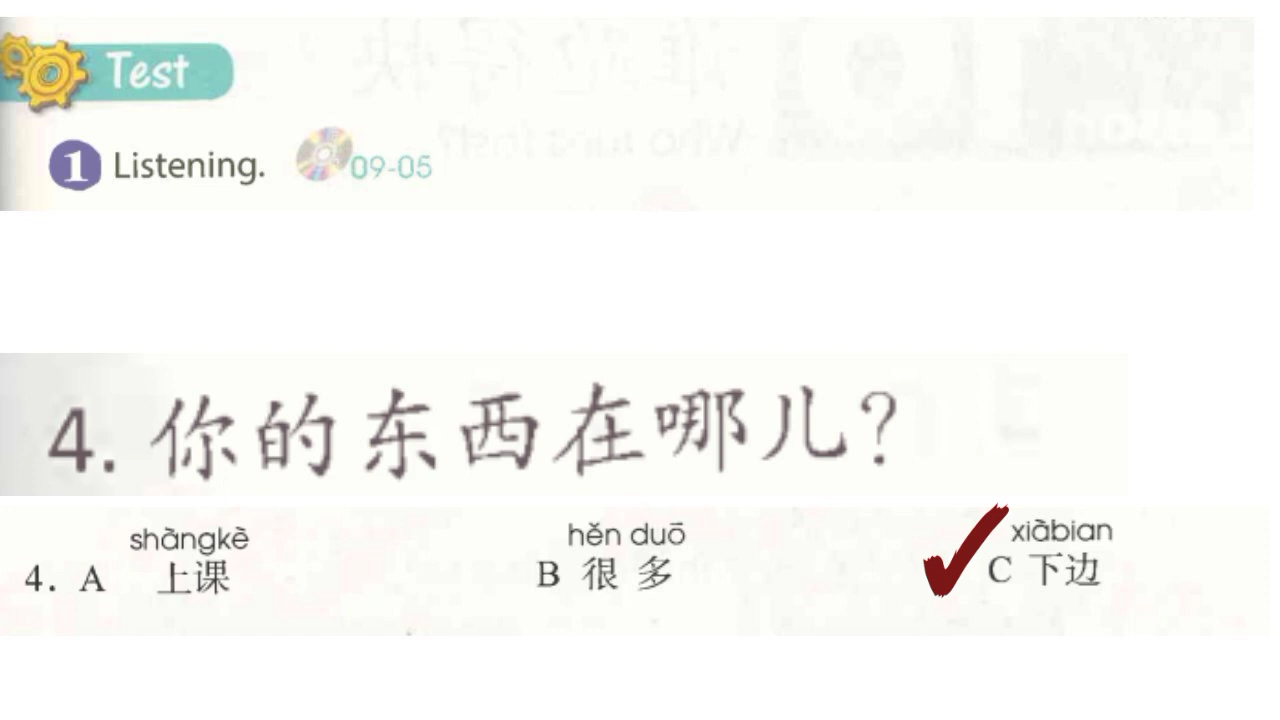 Test
1 Listening. 09-05
4. 你的东西在哪儿?
shàngkè hěn duō xiàbian
4. A 上课 B 很多 C 下边